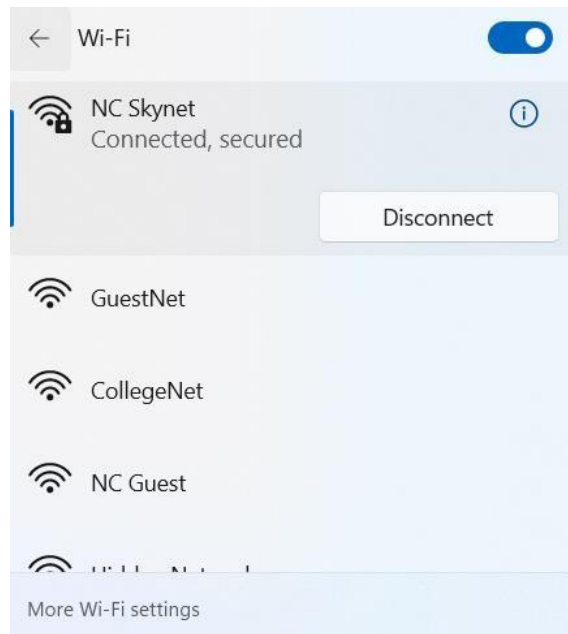 Wi-Fi
NC Skynet
Connected, secured
Disconnect
GuestNet
CollegeNet
NC Guest
More Wi-Fi settings